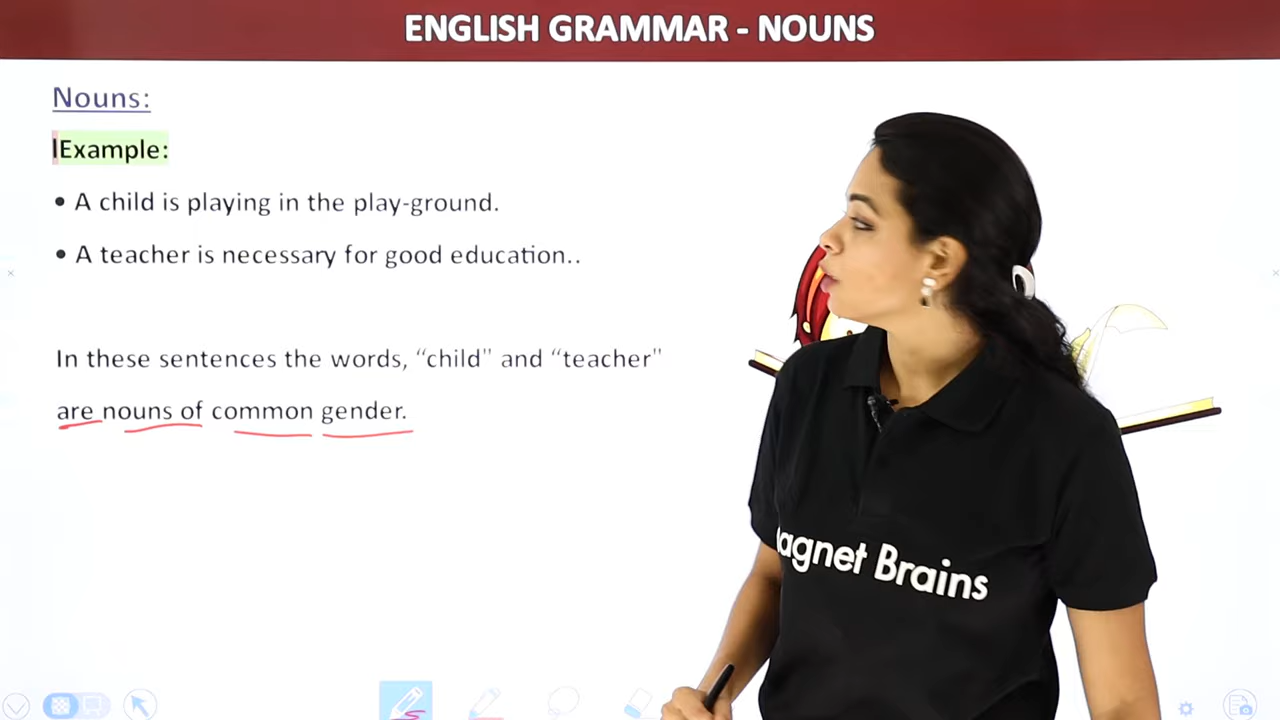 ENGLISH GRAMMAR - NOUNS
Nouns:
Example:
• A child is playing in the play-ground.
• A teacher is necessary for good education..
In these sentences the words, “child" and “teacher"
are nouns of common gender.
agnet Brains